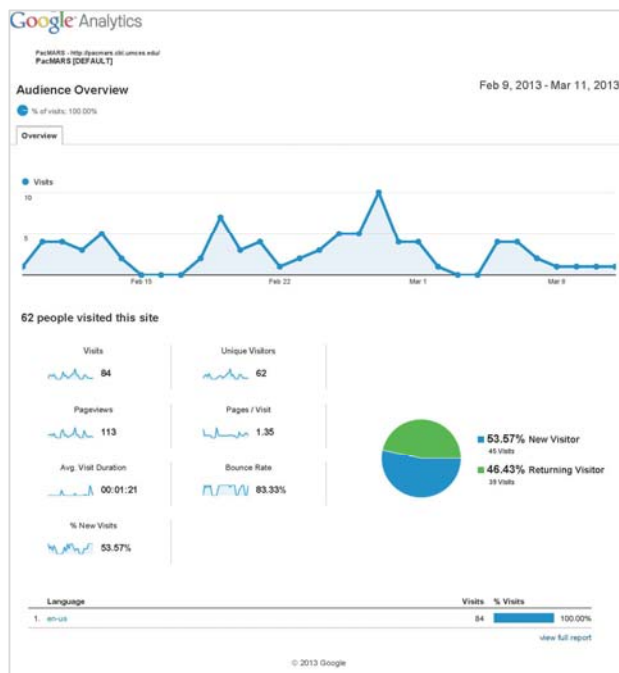 Google Analytics
PacMARS - http://pacmars.cbl.umces.edu/
PacMARS [DEFAULT]
Audience Overview
Feb 9, 2013 - Mar 11, 2013
% of visits: 100.00%
Overview
Visits
10
5
Feb 15
Feb 22
Mar 1
Mar 8
62 people visited this site
Visits
84
Unique Visitors
62
Pageviews
113
Pages / Visit
1.35
Avg. Visit Duration
00:01:21
Bounce Rate
83.33%
% New Visits
53.57%
53.57% New Visitor
45 Visits
46.43% Returning Visitor
39 Visits
Language Visits % Visits
1. en-us 84 100.00%
view full report
© 2013 Google